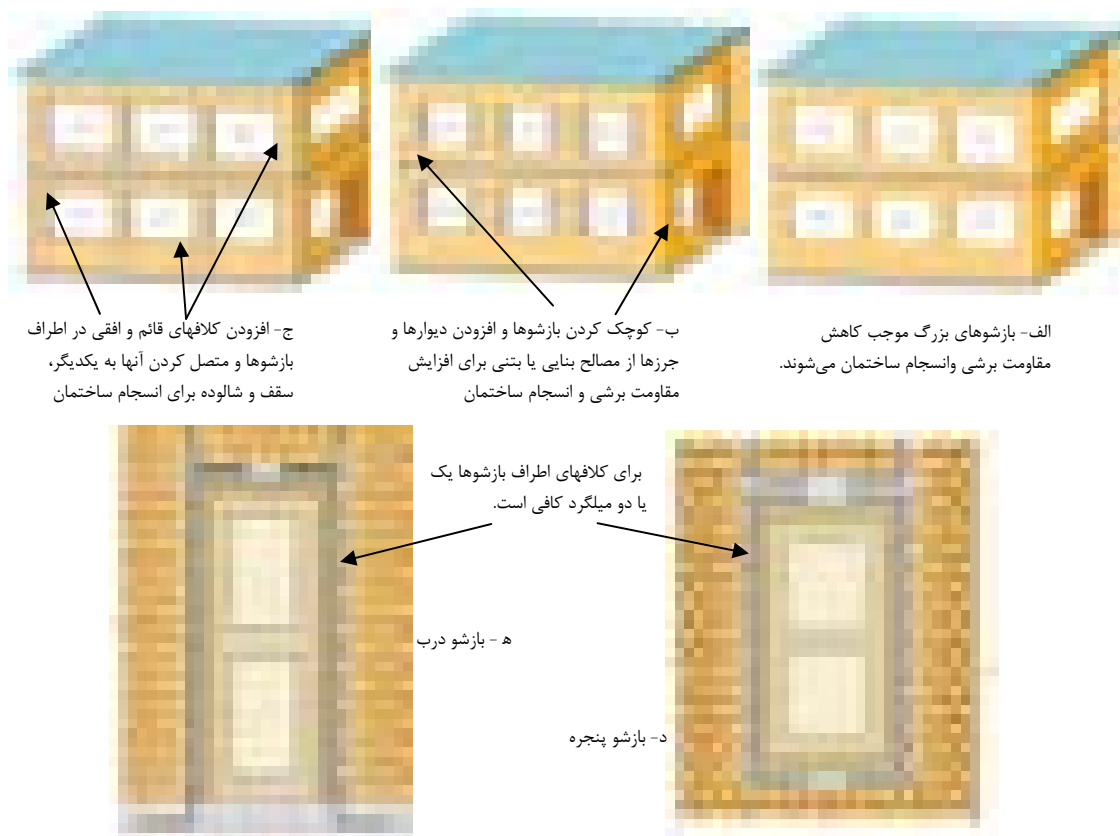 الف- بازشوهای بزرگ موجب کاهش
مقاومت برشی وانسجام ساختمان می‌شوند.
ب- کوچک کردن بازشوها و افزودن دیوارها و
جرزها از مصالح بنایی یا بتنی برای افزایش
مقاومت برشی و انسجام ساختمان
ج- افزودن کلافهای قائم و افقی در اطراف
بازشوها و متصل کردن آنها به یکدیگر،
سقف و شالوده برای انسجام ساختمان
برای کلافهای اطراف بازشوها یک
یا دو میلگرد کافی است.
ه - بازشو درب
د- بازشو پنجره